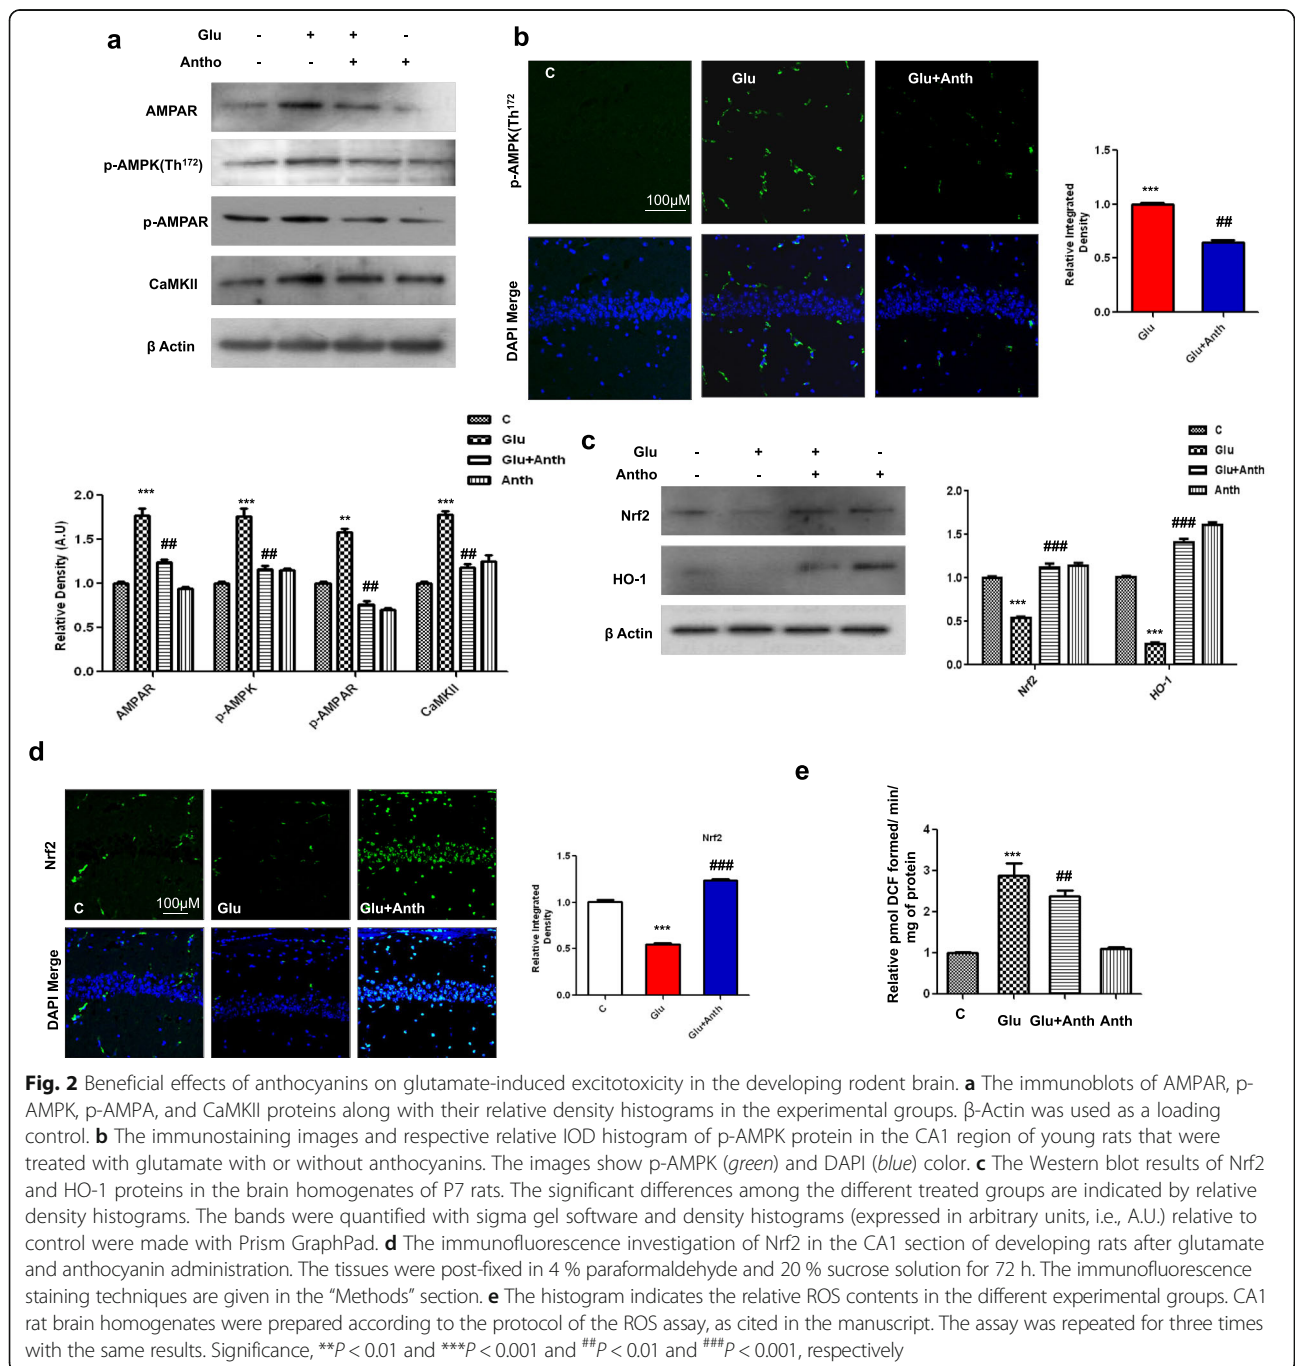 a
Glu - + + -
Antho - - + +
AMPAR
p-AMPK(Th172)
p-AMPAR
CaMKII
β Actin
C
Glu
Glu+Anth
Anth
Relative Density (A.U)
2.0
1.5
1.0
0.5
0.0
*** ## *** ## ** ## *** ##
AMPAR
p-AMPK
p-AMPAR
CaMKII
b
p-AMPK(Th172
C
Glu
Glu+Anth
100µM
DAPI Merge
Relative Integrated
Density
1.5
1.0
0.5
0.0
***
##
Glu
Glu+Anth
c
Glu - + + -
Antho - - + +
Nrf2
HO-1
β Actin
C
Glu
Glu+Anth
Anth
2.0
1.5
1.0
0.5
0.0
*** ### *** ###
Nrf2
HO-1
d
Nrf2
C
100µM
Glu
Glu+Anth
DAPI Merge
Nrf2
Relative Integrated
Density
1.5
1.0
0.5
0.0
***
###
C
Glu
Glu+Anth
e
Relative pmol DCF formed/ min/
mg of protein
4
3
2
1
0
***
##
C Glu Glu+Anth Anth
Fig. 2 Beneficial effects of anthocyanins on glutamate-induced excitotoxicity in the developing rodent brain. a The immunoblots of AMPAR, p-
AMPK, p-AMPA, and CaMKII proteins along with their relative density histograms in the experimental groups. β-Actin was used as a loading
control. b The immunostaining images and respective relative IOD histogram of p-AMPK protein in the CA1 region of young rats that were
treated with glutamate with or without anthocyanins. The images show p-AMPK (green) and DAPI (blue) color. c The Western blot results of Nrf2
and HO-1 proteins in the brain homogenates of P7 rats. The significant differences among the different treated groups are indicated by relative
density histograms. The bands were quantified with sigma gel software and density histograms (expressed in arbitrary units, i.e., A.U.) relative to
control were made with Prism GraphPad. d The immunofluorescence investigation of Nrf2 in the CA1 section of developing rats after glutamate
and anthocyanin administration. The tissues were post-fixed in 4 % paraformaldehyde and 20 % sucrose solution for 72 h. The immunofluorescence
staining techniques are given in the “Methods” section. e The histogram indicates the relative ROS contents in the different experimental groups. CA1
rat brain homogenates were prepared according to the protocol of the ROS assay, as cited in the manuscript. The assay was repeated for three times
with the same results. Significance, **P < 0.01 and ***P < 0.001 and ##P < 0.01 and ###P < 0.001, respectively